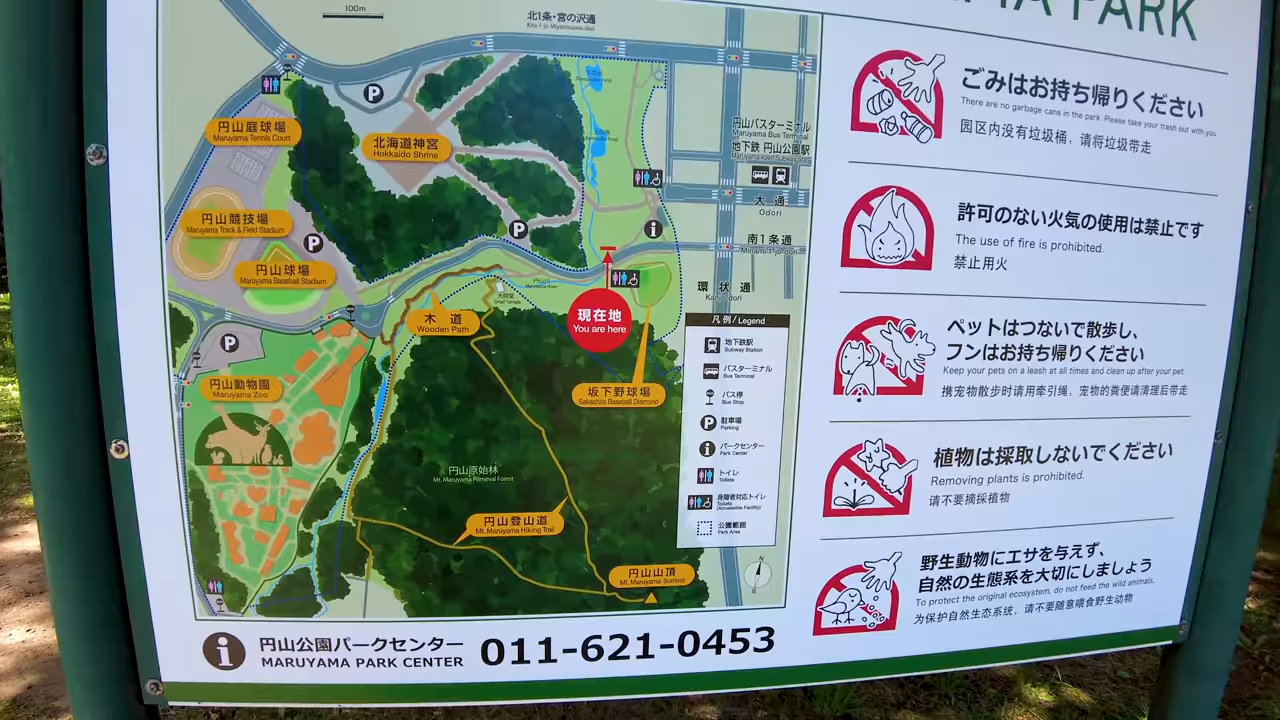 PARK
100m
北1条・宮の沢通
Kita 1-jo Miyanosawa-dori
円山庭球場
Maruyama Tennis Court
北海道神宮
Hokkaido Shrine
円山バスターミナル
Maruyama Bus Terminal
地下鉄 円山公園駅
Maruyama koen Subway Sta.
円山競技場
Maruyama Track & Field Stadium
大通
Odori
円山球場
Maruyama Baseball Stadium
南1条通
Minami 1-jo-dori
木道
Wooden Path
現在地
You are here
環状通
Kanjo-dori
円山動物園
Maruyama Zoo
坂下野球場
Sakashita Baseball Diamond
円山原始林
Mt. Maruyama Primeval Forest
円山登山道
Mt. Maruyama Hiking Trail
円山山頂
Mt. Maruyama Summit
凡例/Legend
地下鉄駅
Subway Station
バスターミナル
Bus Terminal
バス停
Bus Stop
駐車場
Parking
パークセンター
Park Center
トイレ
Toilets
身障者対応トイレ
Toilets
(Accessible Facility)
公園範囲
Park Area
N
円山公園パークセンター
MARUYAMA PARK CENTER
011-621-0453
ごみはお持ち帰りください
There are no garbage cans in the park. Please take your trash out with you
园区内没有垃圾桶，请将垃圾带走
許可のない火気の使用は禁止です
The use of fire is prohibited.
禁止用火
ペットはつないで散歩し、
フンはお持ち帰りください
Keep your pets on a leash at all times and clean up after your pet.
携宠物散步时请用牵引绳，宠物的粪便请清理后带走
植物は採取しないでください
Removing plants is prohibited.
请不要摘採植物
野生動物にエサを与えず、
自然の生態系を大切にしましょう
To protect the original ecosystem, do not feed the wild animals.
为保护自然生态系统，请不要随意喂食野生动物